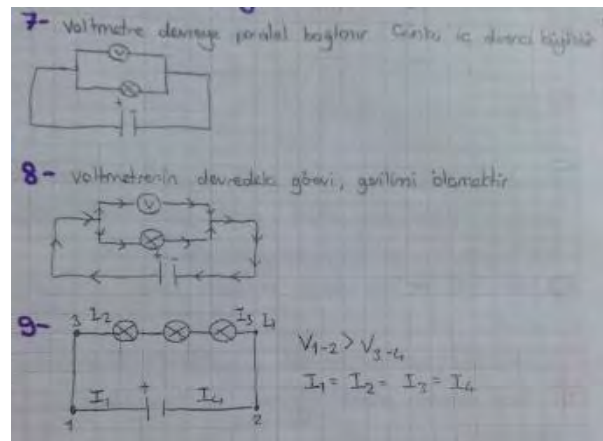 7- Voltmetre devreye paralel bağlanır Çünkü iç direnci büyüktür
V
+ -
8- voltmetrenin devredeki görevi, gerilimi ölçmektir
V
+ -
9- 3 I2 I3 4
V1-2 > V3-4
I1 = I2 = I3 = I4
I1 + I4
1 2